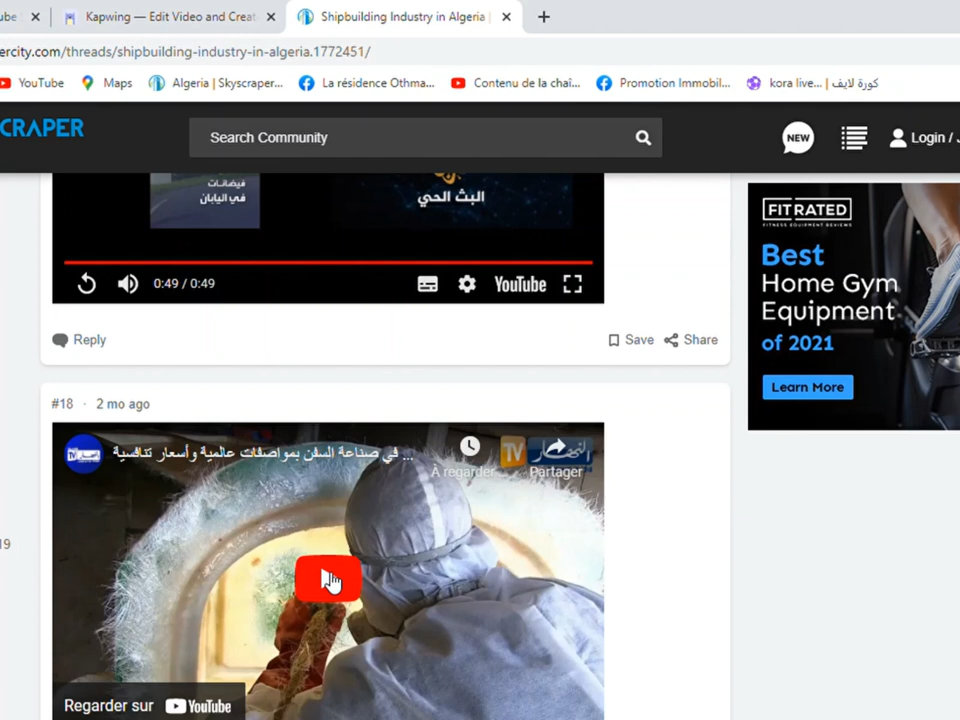 ube
Kapwing — Edit Video and Creat
Shipbuilding Industry in Algeria |
ercity.com/threads/shipbuilding-industry-in-algeria.1772451/
YouTube
Maps
Algeria | Skyscraper...
La résidence Othma...
Contenu de la chaî...
Promotion Immobil...
kora live... | كورة لايف
CRAPER
Search Community
NEW
Login /
فيضانات
في اليابان
البث الحي
0:49 / 0:49
YouTube
Reply
Save
Share
FITRATED
FITNESS EQUIPMENT REVIEWS
Best
Home Gym
Equipment
of 2021
Learn More
#18 · 2 mo ago
في صناعة السفن بمواصفات عالمية وأسعار تنافسية ...
À regarder
Partager
TV
النهار
19
Regarder sur YouTube